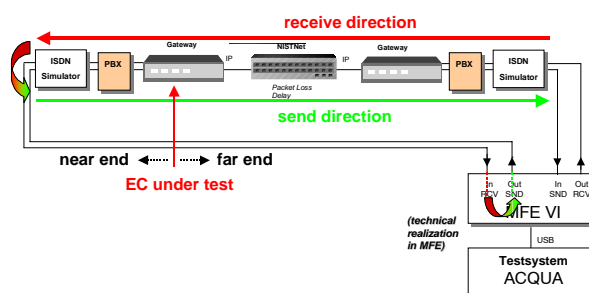 receive direction
Gateway
NISTNet
Gateway
ISDN
Simulator
PBX
IP
IP
PBX
ISDN
Simulator
Packet Loss
Delay
send direction
near end
far end
EC under test
In
RCV
Out
SND
In
SND
Out
RCV
MFE VI
(technical
realization
in MFE)
USB
Testsystem
ACQUA